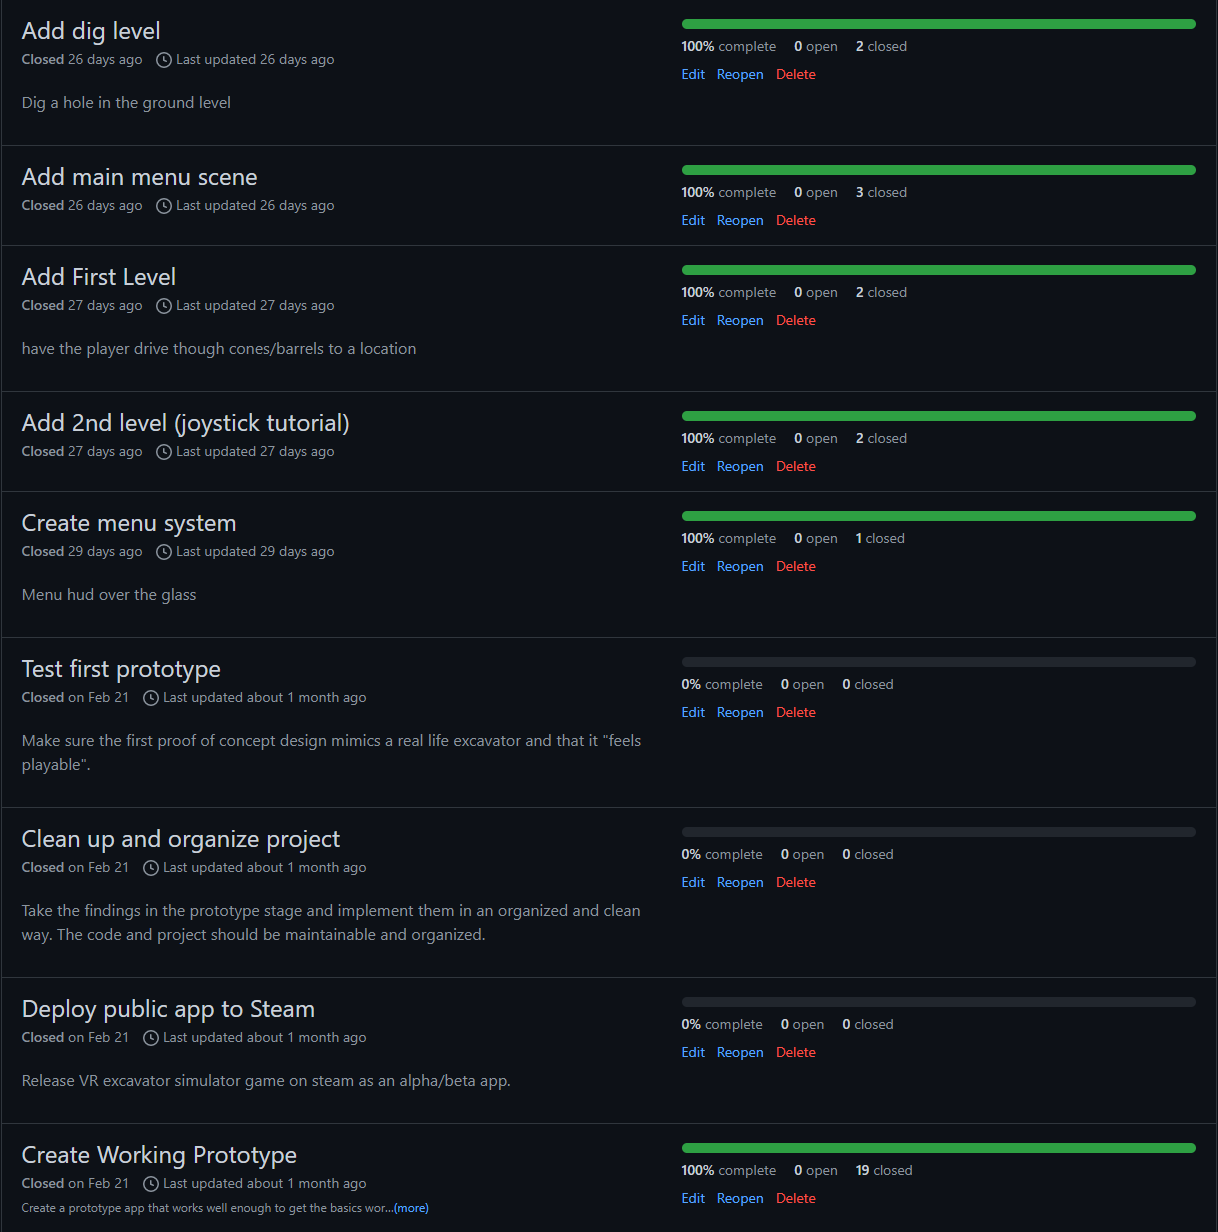 Add dig level
Closed 26 days ago Last updated 26 days ago
Dig a hole in the ground level
100% complete 0 open 2 closed
Edit Reopen Delete
Add main menu scene
Closed 26 days ago Last updated 26 days ago
100% complete 0 open 3 closed
Edit Reopen Delete
Add First Level
Closed 27 days ago Last updated 27 days ago
have the player drive though cones/barrels to a location
100% complete 0 open 2 closed
Edit Reopen Delete
Add 2nd level (joystick tutorial)
Closed 27 days ago Last updated 27 days ago
100% complete 0 open 2 closed
Edit Reopen Delete
Create menu system
Closed 29 days ago Last updated 29 days ago
Menu hud over the glass
100% complete 0 open 1 closed
Edit Reopen Delete
Test first prototype
Closed on Feb 21 Last updated about 1 month ago
Make sure the first proof of concept design mimics a real life excavator and that it "feels
playable".
0% complete 0 open 0 closed
Edit Reopen Delete
Clean up and organize project
Closed on Feb 21 Last updated about 1 month ago
Take the findings in the prototype stage and implement them in an organized and clean
way. The code and project should be maintainable and organized.
0% complete 0 open 0 closed
Edit Reopen Delete
Deploy public app to Steam
Closed on Feb 21 Last updated about 1 month ago
Release VR excavator simulator game on steam as an alpha/beta app.
0% complete 0 open 0 closed
Edit Reopen Delete
Create Working Prototype
Closed on Feb 21 Last updated about 1 month ago
Create a prototype app that works well enough to get the basics wor...(more)
100% complete 0 open 19 closed
Edit Reopen Delete